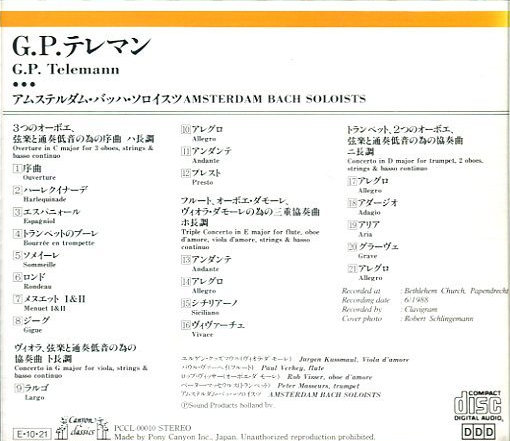 G.P.テレマン
G.P. Telemann
●●●
アムステルダム・バッハ・ソロイスツ AMSTERDAM BACH SOLOISTS
3つのオーボエ、
弦楽と通奏低音の為の序曲 ハ長調
Overture in C major for 3 oboes, strings &
basso continuo
1 序曲
Ouverture
2 ハーレクイナーデ
Harlequinade
3 エスパニョール
Espagniol
4 トランペットのブーレ
Bourrée en trompette
5 ソメイーレ
Sommeille
6 ロンド
Rondeau
7 メヌエット I&II
Menuet I&II
8 ジーグ
Gigue
ヴィオラ、弦楽と通奏低音の為の
協奏曲 ト長調
Concerto in G major for viola, strings &
basso continuo
9 ラルゴ
Largo
10 アレグロ
Allegro
11 アンダンテ
Andante
12 プレスト
Presto
フルート、オーボエ・ダモーレ、
ヴィオラ・ダモーレの為の三重協奏曲
ホ長調
Triple Concerto in E major for flute, oboe
d'amore, viola d'amore, strings & basso
continuo
13 アンダンテ
Andante
14 アレグロ
Allegro
15 シチリアーノ
Siciliano
16 ヴィヴァーチェ
Vivace
トランペット、2つのオーボエ、
弦楽と通奏低音の為の協奏曲
ニ長調
Concerto in D major for trumpet, 2 oboes,
strings & basso continuo
17 アレグロ
Allegro
18 アダージオ
Adagio
19 アリア
Aria
20 グラーヴェ
Grave
21 アレグロ
Allegro
Recorded at : Bethlehem Church, Papendrecht
Recording date : 6/1988
Recorded by : Clavigram
Cover photo : Robert Schlingemann
ユルゲン・クスマウル(ヴィオラ・ダモーレ) Jurgen Kussmaul, Viola d'amore
パウル・ヴァーヘイ(フルート) Paul Verhey, flute
ロップ・ヴィッサー(オーボエ・ダモーレ) Rob Visser, oboe d'amore
ペーター・マッセウルス(トランペット) Peter Masseurs, trumpet
アムステルダム・バッハ・ソロイスツ AMSTERDAM BACH SOLOISTS
Ⓟ Sound Products holland bv.
E・10・21
Canyon
classics
PCCL-00010 STEREO
Made by Pony Canyon Inc., Japan. Unauthorized reproduction prohibited.
COMPACT
disc
DIGITAL AUDIO
DDD